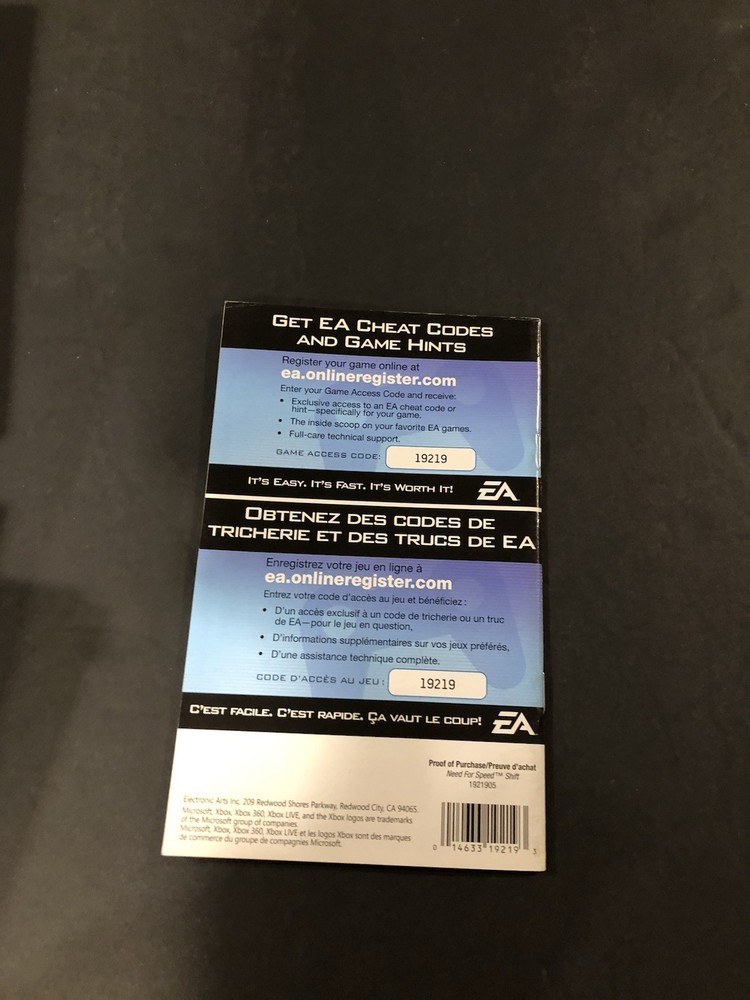 GET EA CHEAT CODES
AND GAME HINTS
Register your game online at
ea.onlineregister.com
Enter your Game Access Code and receive:
• Exclusive access to an EA cheat code or
hint—specifically for your game.
• The inside scoop on your favorite EA games.
• Full-care technical support.
GAME ACCESS CODE: 19219
IT'S EASY. IT'S FAST. IT'S WORTH IT! EA
OBTENEZ DES CODES DE
TRICHERIE ET DES TRUCS DE EA
Enregistrez votre jeu en ligne à
ea.onlineregister.com
Entrez votre code d'accès au jeu et bénéficiez :
• D'un accès exclusif à un code de tricherie ou un truc
de EA—pour le jeu en question,
• D'informations supplémentaires sur vos jeux préférés,
• D'une assistance technique complète.
CODE D'ACCÈS AU JEU : 19219
C'EST FACILE. C'EST RAPIDE. ÇA VAUT LE COUP! EA
Proof of Purchase/Preuve d'achat
Need For Speed™ Shift
1921905
Electronic Arts Inc. 209 Redwood Shores Parkway, Redwood City, CA 94065.
Microsoft, Xbox, Xbox 360, Xbox LIVE, and the Xbox logos are trademarks
of the Microsoft group of companies.
Microsoft, Xbox, Xbox 360, Xbox LIVE et les logos Xbox sont des marques
de commerce du groupe de compagnies Microsoft.
0 14633 19219 3